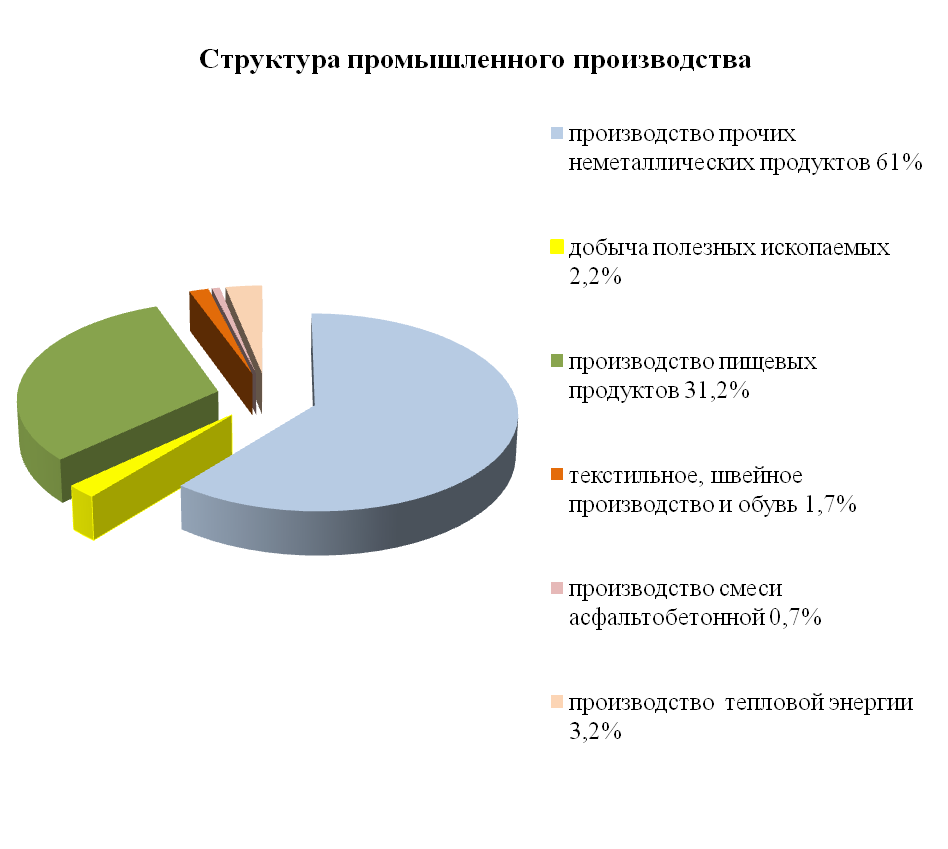 Структура промышленного производства
производство прочих
неметаллических продуктов 61%
добыча полезных ископаемых
2,2%
производство пищевых
продуктов 31,2%
текстильное, швейное
производство и обувь 1,7%
производство смеси
асфальтобетонной 0,7%
производство  тепловой энергии
3,2%